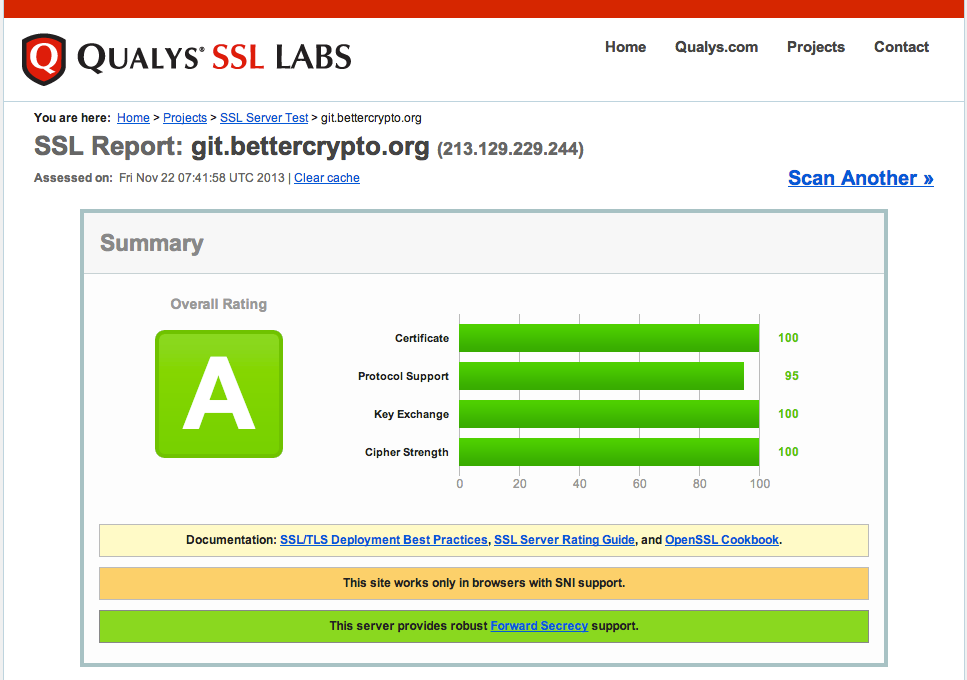 QUALYS® SSL LABS
Home Qualys.com Projects Contact
You are here: Home > Projects > SSL Server Test > git.bettercrypto.org
SSL Report: git.bettercrypto.org (213.129.229.244)
Assessed on: Fri Nov 22 07:41:58 UTC 2013 | Clear cache
Scan Another »
Summary
Overall Rating
A
Certificate 100
Protocol Support 95
Key Exchange 100
Cipher Strength 100
0 20 40 60 80 100
Documentation: SSL/TLS Deployment Best Practices, SSL Server Rating Guide, and OpenSSL Cookbook.
This site works only in browsers with SNI support.
This server provides robust Forward Secrecy support.